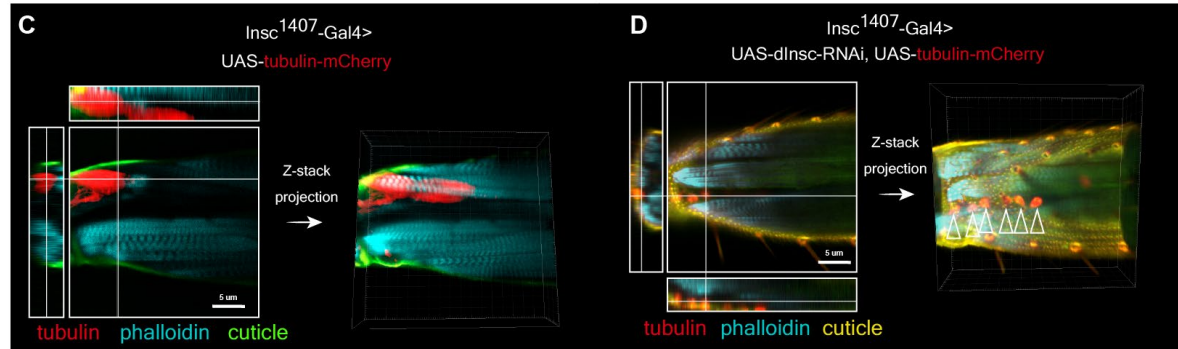 C
Insc1407-Gal4>
UAS-tubulin-mCherry
Z-stack
projection
5 um
tubulin phalloidin cuticle
D
Insc1407-Gal4>
UAS-dInsc-RNAi, UAS-tubulin-mCherry
Z-stack
projection
5 um
tubulin phalloidin cuticle